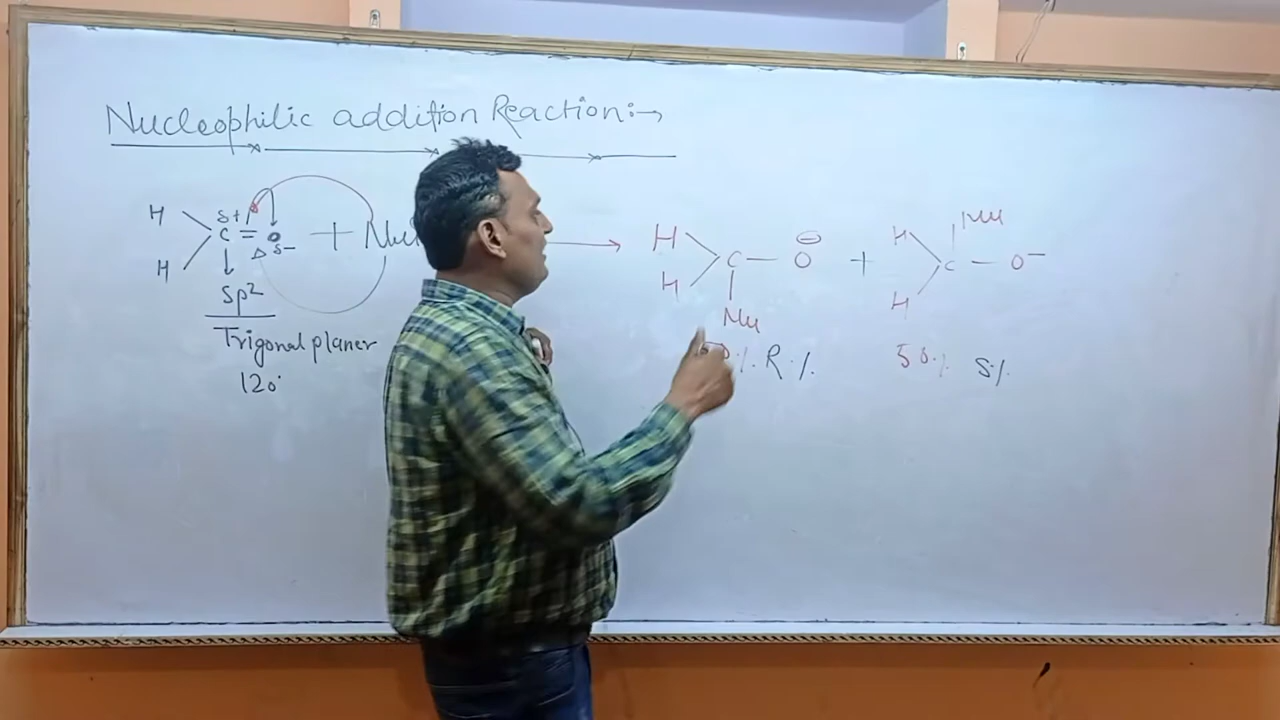 Nucleophilic addition Reaction:→
H H δ+ C = O δ- + Nu → H H C — O ⊖ Nu + H H C — O⁻ Nu
Sp²
Trigonal planer
120°
% R % 50% S%